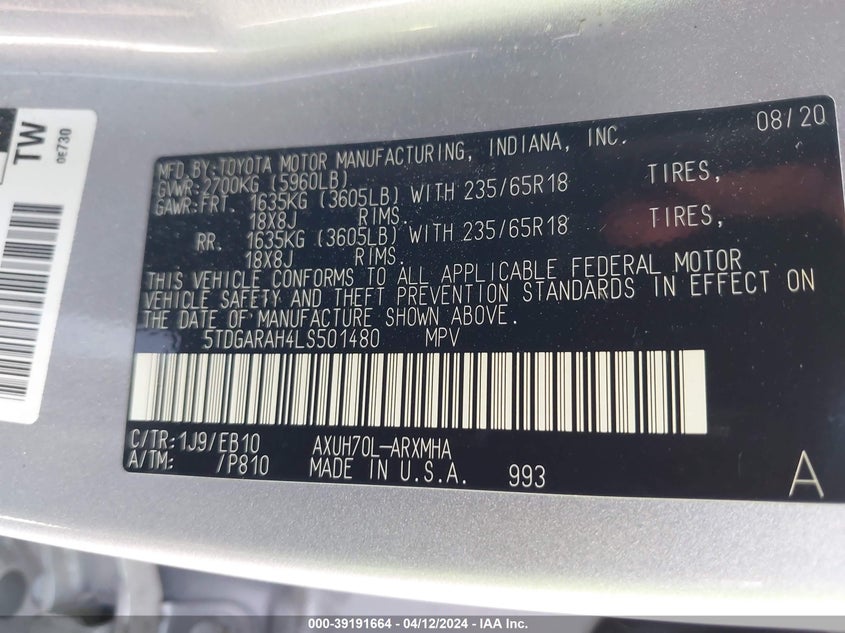 TW
0E730
08/20
MFD. BY: TOYOTA MOTOR MANUFACTURING, INDIANA, INC.
GVWR: 2700KG (5960LB)
GAWR: FRT. 1635KG (3605LB) WITH 235/65R18 TIRES,
18X8J RIMS.
RR. 1635KG (3605LB) WITH 235/65R18 TIRES,
18X8J RIMS.
THIS VEHICLE CONFORMS TO ALL APPLICABLE FEDERAL MOTOR
VEHICLE SAFETY AND THEFT PREVENTION STANDARDS IN EFFECT ON
THE DATE OF MANUFACTURE SHOWN ABOVE.
5TDGARAH4LS501480 MPV
C/TR: 1J9/EB10 AXUH70L-ARXMHA
A/TM: /P810 MADE IN U.S.A. 993
A
000-39191664 - 04/12/2024 - IAA Inc.